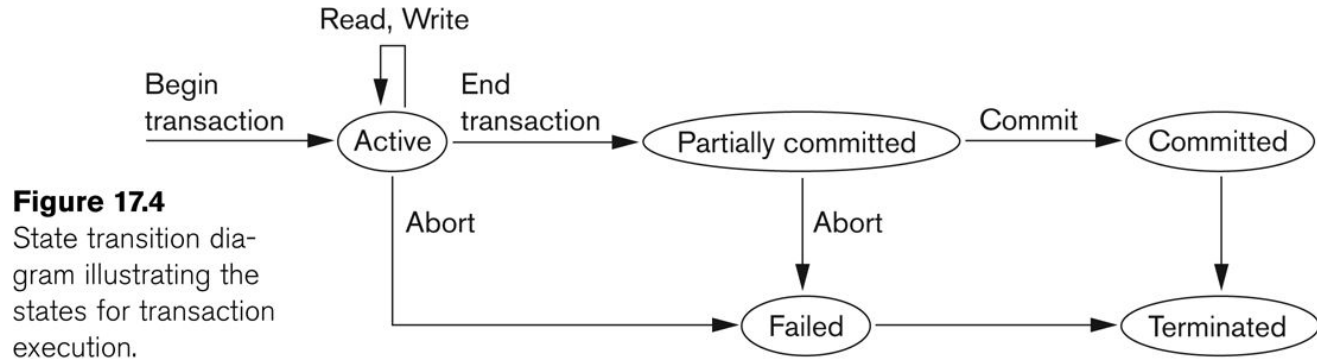 Read, Write
Begin
transaction
Active
End
transaction
Partially committed
Commit
Committed
Abort
Abort
Failed
Terminated
Figure 17.4
State transition dia-
gram illustrating the
states for transaction
execution.